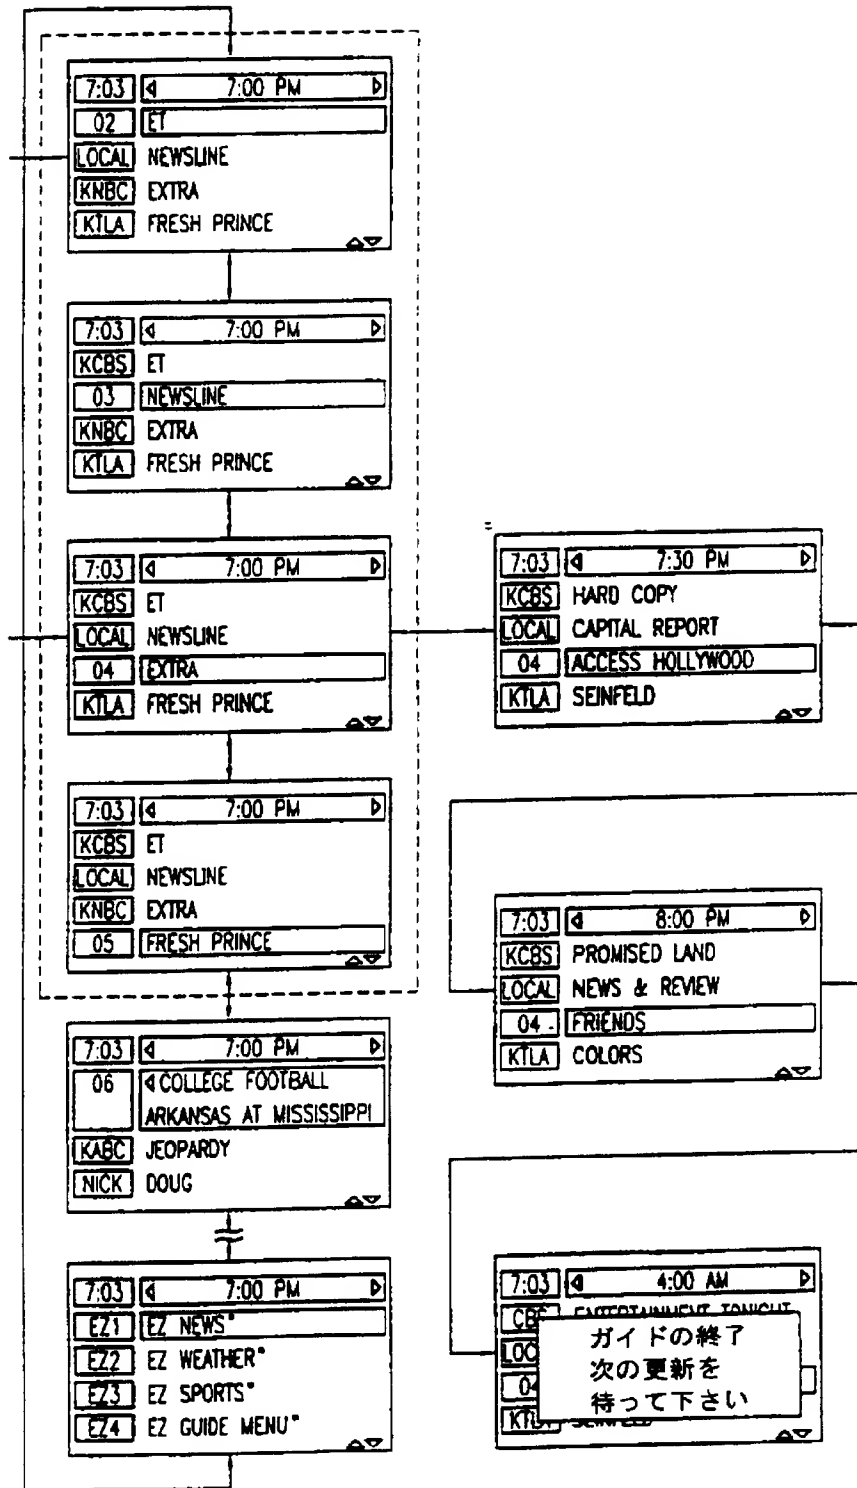 7:03 7:00 PM
02 ET
LOCAL NEWSLINE
KNBC EXTRA
KTLA FRESH PRINCE
7:03 7:00 PM
KCBS ET
03 NEWSLINE
KNBC EXTRA
KTLA FRESH PRINCE
7:03 7:00 PM
KCBS ET
LOCAL NEWSLINE
04 EXTRA
KTLA FRESH PRINCE
7:03 7:00 PM
KCBS ET
LOCAL NEWSLINE
KNBC EXTRA
05 FRESH PRINCE
7:03 7:00 PM
06 COLLEGE FOOTBALL
ARKANSAS AT MISSISSIPPI
KABC JEOPARDY
NICK DOUG
7:03 7:00 PM
EZ1 EZ NEWS"
EZ2 EZ WEATHER"
EZ3 EZ SPORTS"
EZ4 EZ GUIDE MENU"
7:03 7:30 PM
KCBS HARD COPY
LOCAL CAPITAL REPORT
04 ACCESS HOLLYWOOD
KTLA SEINFELD
7:03 8:00 PM
KCBS PROMISED LAND
LOCAL NEWS & REVIEW
04 FRIENDS
KTLA COLORS
7:03 4:00 AM
ENTERTAINMENT TONIGHT
ガイドの終了
次の更新を
待って下さい
SEINFELD